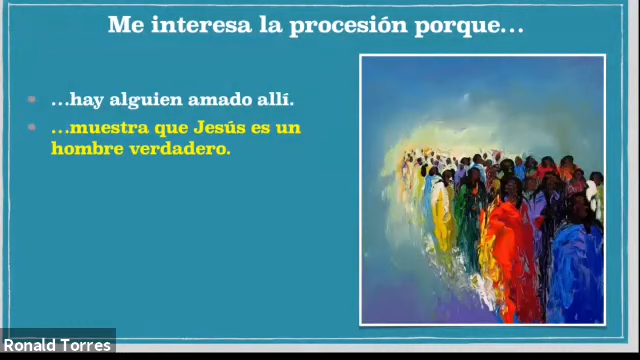 Me interesa la procesión porque…
…hay alguien amado allí.
…muestra que Jesús es un
hombre verdadero.
Ronald Torres